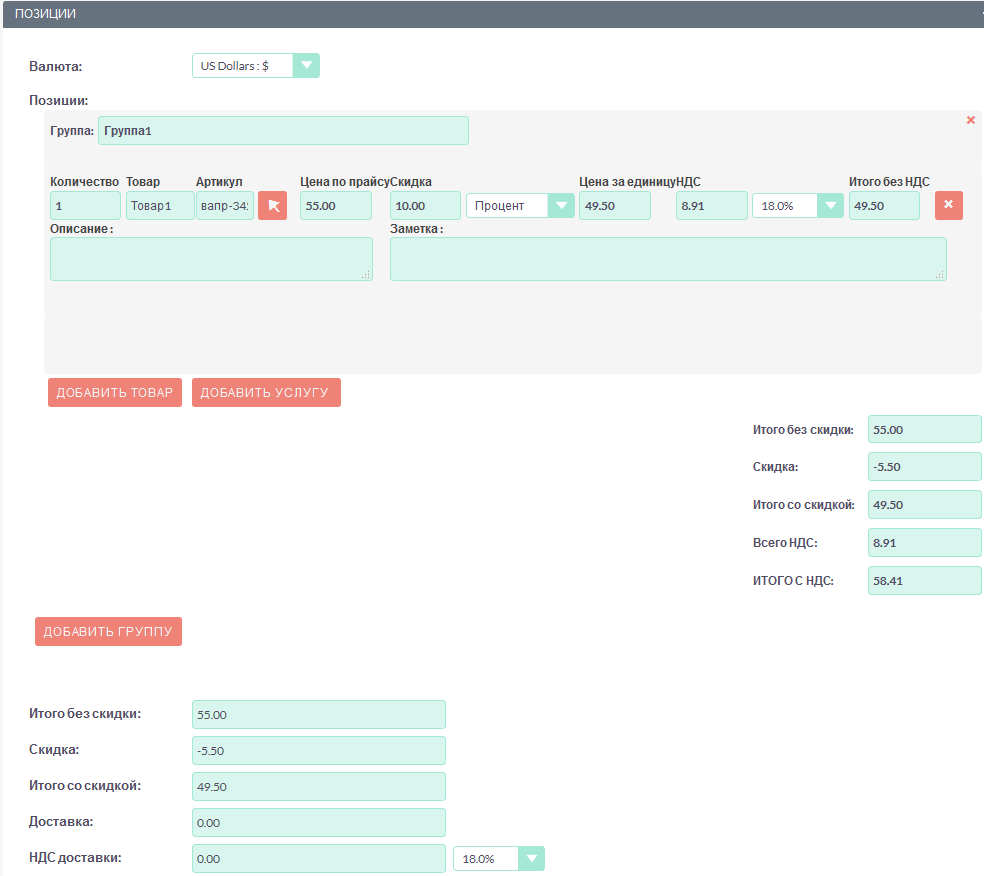 ПОЗИЦИИ
Валюта: US Dollars : $
Позиции:
Группа: Группа1
Количество Товар Артикул Цена по прайсу Скидка Цена за единицу НДС Итого без НДС
1 Товар1 вапр-34 55.00 10.00 Процент 49.50 8.91 18.0% 49.50
Описание : Заметка :
ДОБАВИТЬ ТОВАР ДОБАВИТЬ УСЛУГУ
Итого без скидки: 55.00
Скидка: -5.50
Итого со скидкой: 49.50
Всего НДС: 8.91
ИТОГО С НДС: 58.41
ДОБАВИТЬ ГРУППУ
Итого без скидки: 55.00
Скидка: -5.50
Итого со скидкой: 49.50
Доставка: 0.00
НДС доставки: 0.00 18.0%